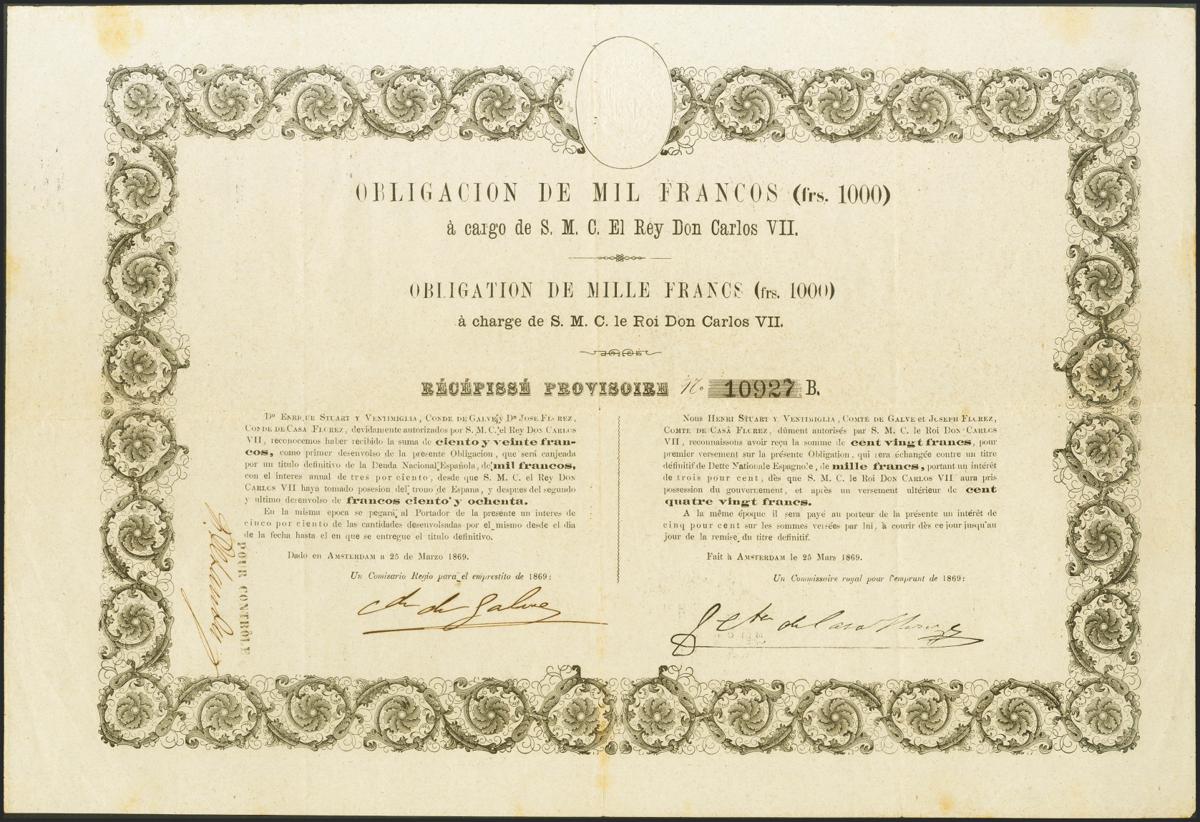 OBLIGACION DE MIL FRANCOS (frs. 1000)
à cargo de S. M. C. El Rey Don Carlos VII.
OBLIGATION DE MILLE FRANCS (frs. 1000)
à charge de S. M. C. le Roi Don Carlos VII.
RÉCÉPISSÉ PROVISOIRE No. 10927 B.
Dn ENRIQUE STUART Y VENTIMIGLIA, CONDE DE GALVE y Dn JOSE FLOREZ,
CONDE DE CASA FLOREZ, devidamente autorizados por S. M. C. el Rey DON CARLOS
VII, reconocemos haber recibido la suma de ciento y veinte fran-
cos, como primer desenvolso de la presente Obligacion, que serà canjeada
por un titulo definitivo de la Deuda Nacional Española, de mil francos,
con el interes annual de tres por ciento, desde que S. M. C. el Rey DON
CARLOS VII haya tomado posesion del trono de Espana, y despues del segundo
y ultimo desenvolso de francos ciento y ochenta.
En la misma epoca se pegará al Portador de la presente un interes de
cinco por ciento de las cantidades desenvolsadas por el mismo desde el dia
de la fecha hasta el en que se entregue el titulo definitivo.
Dado en AMSTERDAM a 25 de Marzo 1869.
Un Comisario Regio para el emprestito de 1869:
Cde de Galve
Nous HENRI STUART Y VENTIMIGLIA, COMTE DE GALVE et JOSEPH FLOREZ,
COMTE DE CASA FLOREZ, dûment autorisés par S. M. C. le Roi DON CARLOS
VII, reconnaissons avoir reçu la somme de cent vingt francs, pour
premier versement sur la présente Obligation, qui sera échangée contre un titre
définitif de Dette Nationale Espagnole, de mille francs, portant un intérêt
de trois pour cent, dès que S. M. C. le Roi DON CARLOS VII aura pris
possession du gouvernement, et après un versement ultérieur de cent
quatre vingt francs.
A la même époque il sera payé au porteur de la présente un intérêt de
cinq pour cent sur les sommes versées par lui, à courir dès ce jour jusqu'au
jour de la remise du titre definitif.
Fait à AMSTERDAM le 25 Mars 1869.
Un Commissaire royal pour l'emprunt de 1869:
de Casa Florez
POUR CONTRÔLE